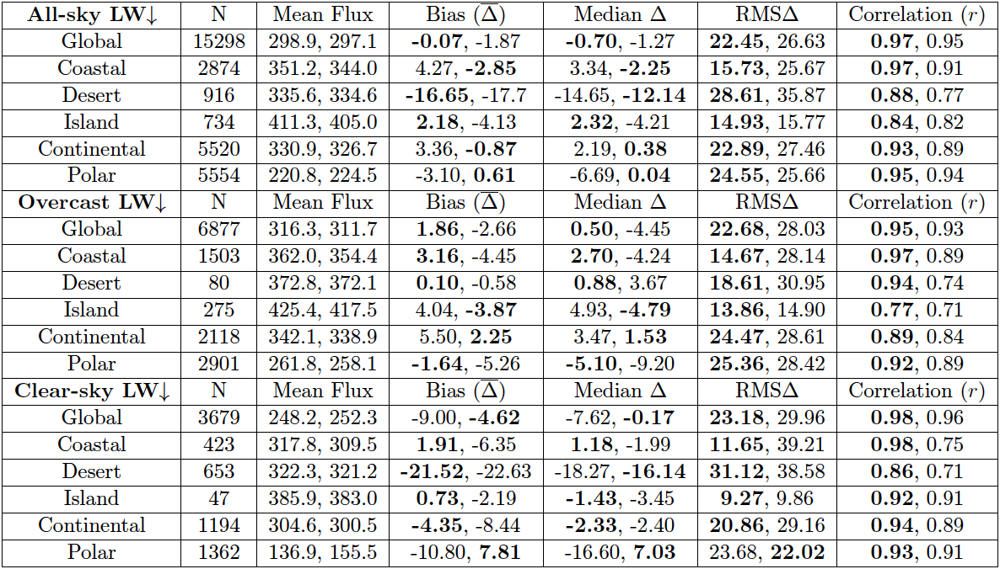 All-sky LW↓ N Mean Flux Bias (Δ̅) Median Δ RMSΔ Correlation (r)
Global 15298 298.9, 297.1 -0.07, -1.87 -0.70, -1.27 22.45, 26.63 0.97, 0.95
Coastal 2874 351.2, 344.0 4.27, -2.85 3.34, -2.25 15.73, 25.67 0.97, 0.91
Desert 916 335.6, 334.6 -16.65, -17.7 -14.65, -12.14 28.61, 35.87 0.88, 0.77
Island 734 411.3, 405.0 2.18, -4.13 2.32, -4.21 14.93, 15.77 0.84, 0.82
Continental 5520 330.9, 326.7 3.36, -0.87 2.19, 0.38 22.89, 27.46 0.93, 0.89
Polar 5554 220.8, 224.5 -3.10, 0.61 -6.69, 0.04 24.55, 25.66 0.95, 0.94
Overcast LW↓ N Mean Flux Bias (Δ̅) Median Δ RMSΔ Correlation (r)
Global 6877 316.3, 311.7 1.86, -2.66 0.50, -4.45 22.68, 28.03 0.95, 0.93
Coastal 1503 362.0, 354.4 3.16, -4.45 2.70, -4.24 14.67, 28.14 0.97, 0.89
Desert 80 372.8, 372.1 0.10, -0.58 0.88, 3.67 18.61, 30.95 0.94, 0.74
Island 275 425.4, 417.5 4.04, -3.87 4.93, -4.79 13.86, 14.90 0.77, 0.71
Continental 2118 342.1, 338.9 5.50, 2.25 3.47, 1.53 24.47, 28.61 0.89, 0.84
Polar 2901 261.8, 258.1 -1.64, -5.26 -5.10, -9.20 25.36, 28.42 0.92, 0.89
Clear-sky LW↓ N Mean Flux Bias (Δ̅) Median Δ RMSΔ Correlation (r)
Global 3679 248.2, 252.3 -9.00, -4.62 -7.62, -0.17 23.18, 29.96 0.98, 0.96
Coastal 423 317.8, 309.5 1.91, -6.35 1.18, -1.99 11.65, 39.21 0.98, 0.75
Desert 653 322.3, 321.2 -21.52, -22.63 -18.27, -16.14 31.12, 38.58 0.86, 0.71
Island 47 385.9, 383.0 0.73, -2.19 -1.43, -3.45 9.27, 9.86 0.92, 0.91
Continental 1194 304.6, 300.5 -4.35, -8.44 -2.33, -2.40 20.86, 29.16 0.94, 0.89
Polar 1362 136.9, 155.5 -10.80, 7.81 -16.60, 7.03 23.68, 22.02 0.93, 0.91